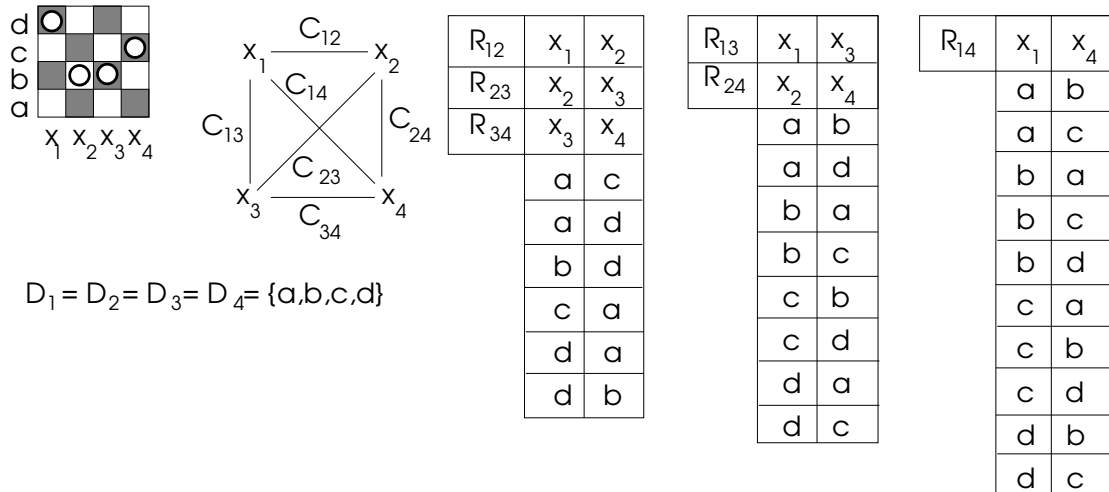 d
c
b
a
x1 x2 x3 x4
C12
x1 x2
C14
C13 C24
C23
x3 x4
C34
D1 = D2 = D3 = D4 = {a,b,c,d}
R12 x1 x2
R23 x2 x3
R34 x3 x4
a c
a d
b d
c a
d a
d b
R13 x1 x3
R24 x2 x4
a b
a d
b a
b c
c b
c d
d a
d c
R14 x1 x4
a b
a c
b a
b c
b d
c a
c b
c d
d b
d c